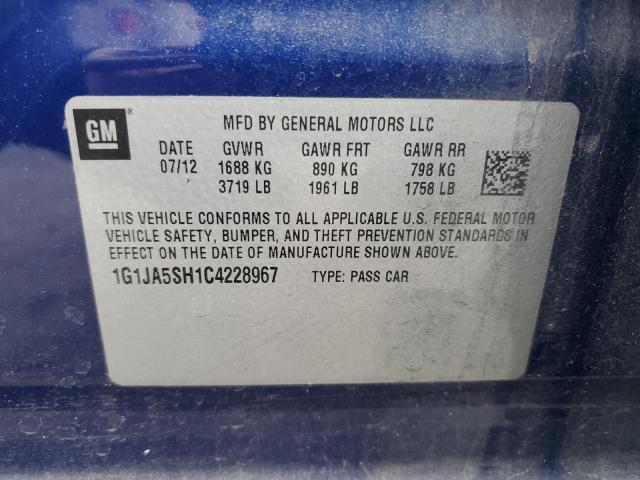 GM
MFD BY GENERAL MOTORS LLC
DATE GVWR GAWR FRT GAWR RR
07/12 1688 KG 890 KG 798 KG
3719 LB 1961 LB 1758 LB
THIS VEHICLE CONFORMS TO ALL APPLICABLE U.S. FEDERAL MOTOR
VEHICLE SAFETY, BUMPER, AND THEFT PREVENTION STANDARDS
IN EFFECT ON THE DATE OF MANUFACTURE SHOWN ABOVE.
1G1JA5SH1C4228967 TYPE: PASS CAR